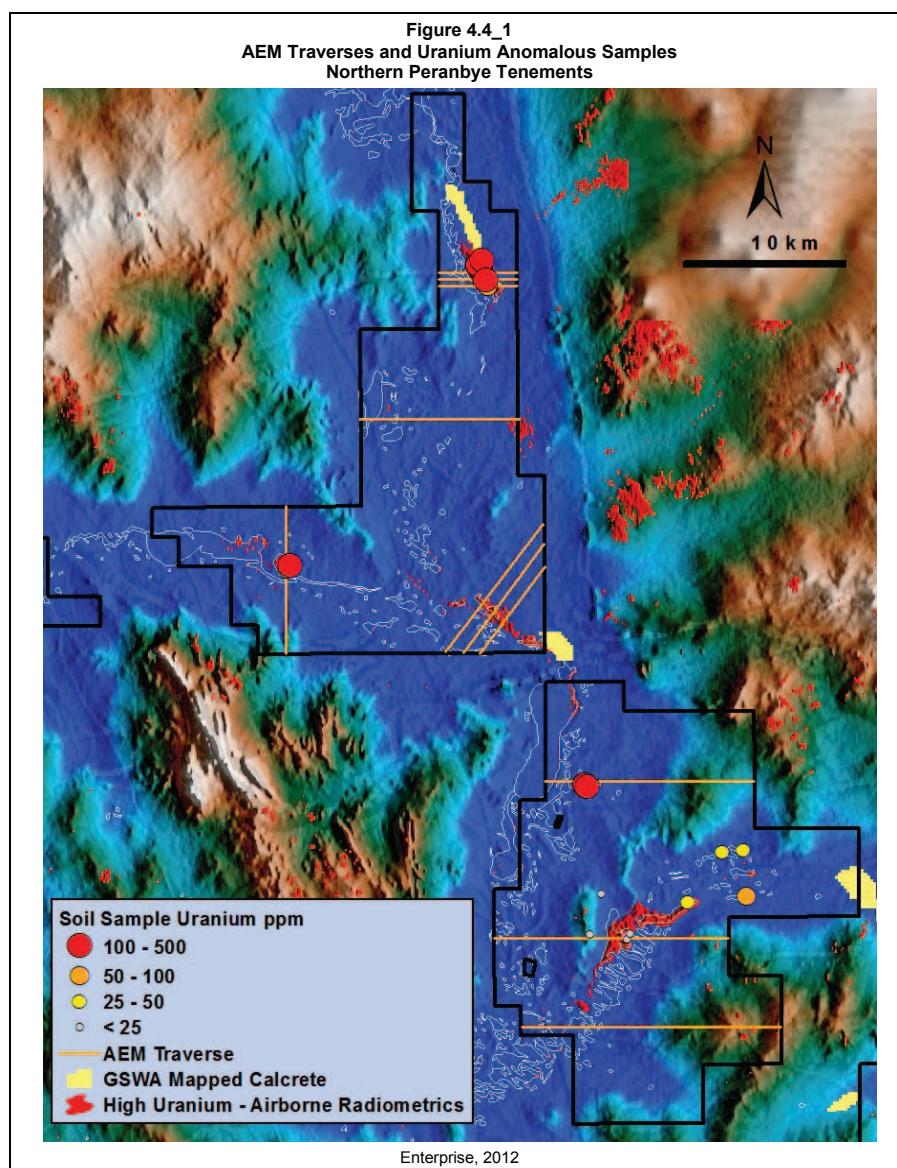 Figure 4.4_1
AEM Traverses and Uranium Anomalous Samples
Northern Peranbye Tenements
N
10 km
Soil Sample Uranium ppm
100 - 500
50 - 100
25 - 50
< 25
AEM Traverse
GSWA Mapped Calcrete
High Uranium - Airborne Radiometrics
Enterprise, 2012